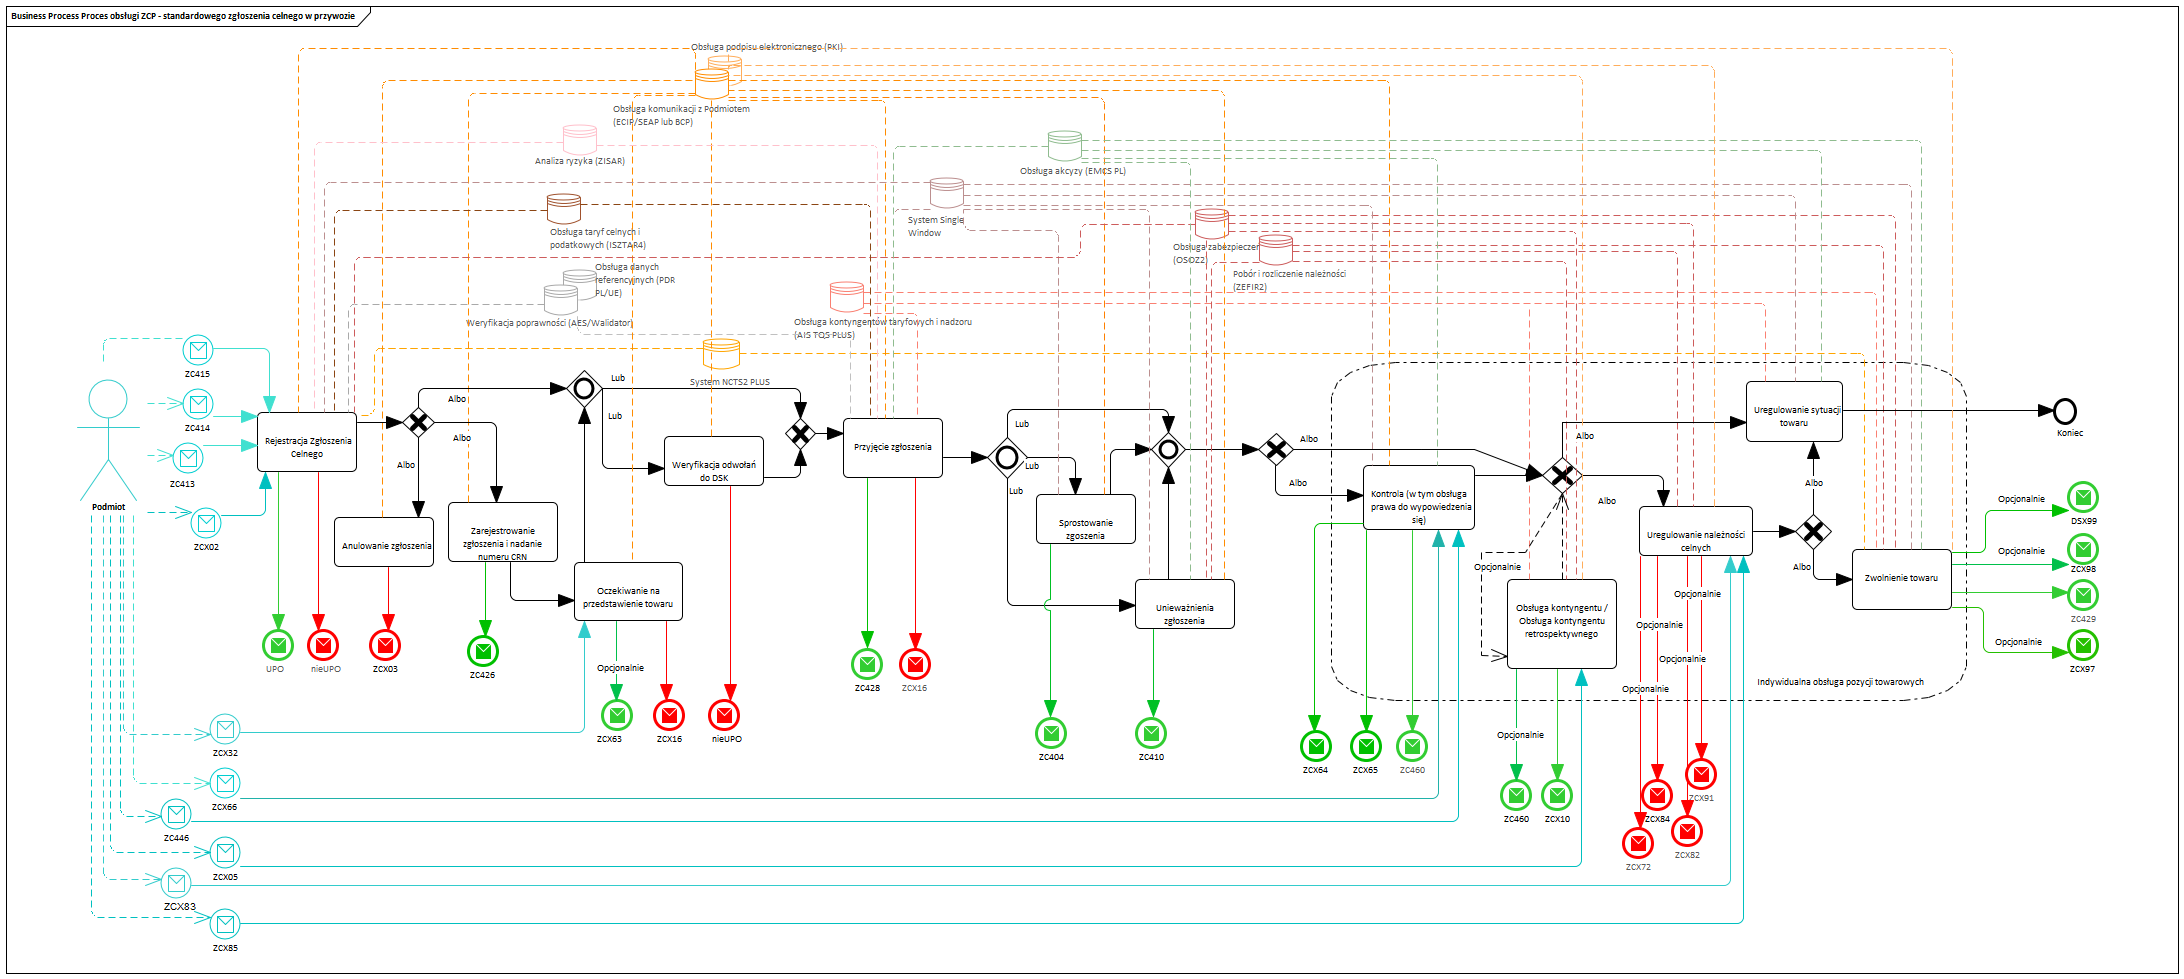 Business Process Proces obsługi ZCP - standardowego zgłoszenia celnego w przywozie
Obsługa podpisu elektronicznego (PKI)
Obsługa komunikacji z Podmiotem
(ECIP/SEAP lub BCP)
Analiza ryzyka (ZISAR)
Obsługa akcyzy (EMCS PL)
System Single
Window
Obsługa taryf celnych i
podatkowych (ISZTAR4)
Obsługa zabezpieczeń
(OSOZ2)
Obsługa danych
referencyjnych (PDR
PL/UE)
Pobór i rozliczenie należności
(ZEFIR2)
Weryfikacja poprawności (AES/Walidator)
Obsługa kontyngentów taryfowych i nadzoru
(AIS TQS PLUS)
System NCTS2 PLUS
ZC415
ZC414
ZC413
ZCX02
Podmiot
Rejestracja Zgłoszenia
Celnego
Albo
Albo
Albo
Anulowanie zgłoszenia
Zarejestrowanie
zgłoszenia i nadanie
numeru CRN
Oczekiwanie na
przedstawienie towaru
Lub
Lub
Weryfikacja odwołań
do DSK
Przyjęcie zgłoszenia
Lub
Lub
Lub
Sprostowanie
zgoszenia
Unieważnienia
zgłoszenia
Albo
Albo
Kontrola (w tym obsługa
prawa do wypowiedzenia
się)
Albo
Albo
Opcjonalnie
Obsługa kontyngentu /
Obsługa kontyngentu
retrospektywnego
Uregulowanie należności
celnych
Uregulowanie sytuacji
towaru
Albo
Albo
Zwolnienie towaru
Koniec
Opcjonalnie
DSX99
Opcjonalnie
ZCX98
ZC429
Opcjonalnie
ZCX97
Indywidualna obsługa pozycji towarowych
Opcjonalnie
Opcjonalnie
Opcjonalnie
Opcjonalnie
UPO
nieUPO
ZCX03
ZC426
Opcjonalnie
ZCX63
ZCX16
nieUPO
ZC428
ZCX16
ZC404
ZC410
ZCX64
ZCX65
ZC460
Opcjonalnie
ZC460
ZCX10
ZCX91
ZCX84
ZCX82
ZCX72
ZCX32
ZCX66
ZC446
ZCX05
ZCX83
ZCX85